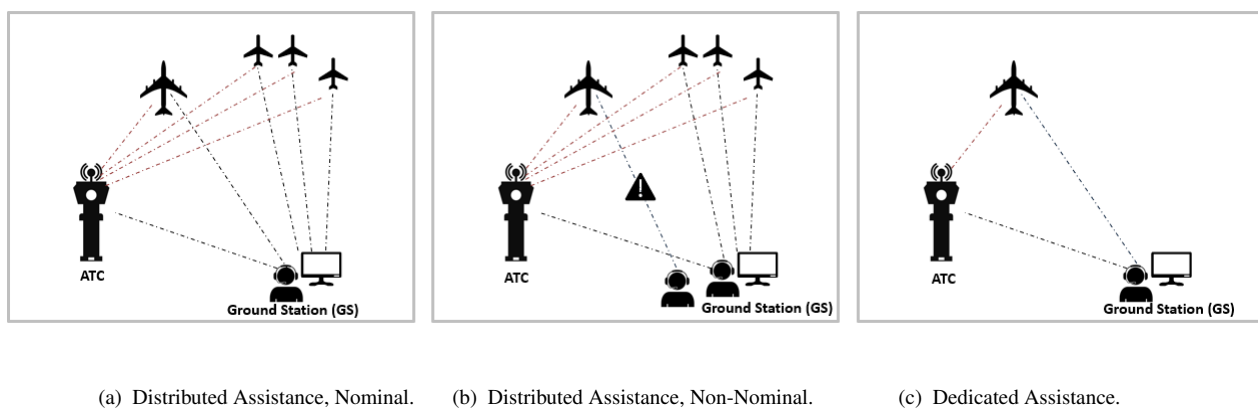 ATC
Ground Station (GS)
ATC
Ground Station (GS)
ATC
Ground Station (GS)
(a) Distributed Assistance, Nominal.
(b) Distributed Assistance, Non-Nominal.
(c) Dedicated Assistance.